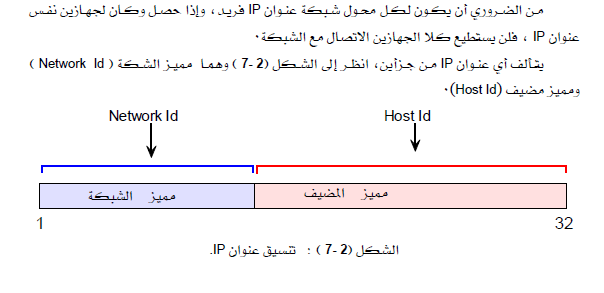 من الضروري أن يكون لكل محول شبكة عنوان IP فريد، وإذا حصل وكان لجهازين نفس
عنوان IP ، فلن يستطيع كلا الجهازين الاتصال مع الشبكة.
يتألف أي عنوان IP من جزأين، انظر إلى الشكل (2 -7) وهما مميز الشكة ( Network Id )
ومميز مضيف (Host Id).
Network Id Host Id
مميز الشبكة مميز المضيف
1 32
الشكل (2 -7 ) : تنسيق عنوان IP.